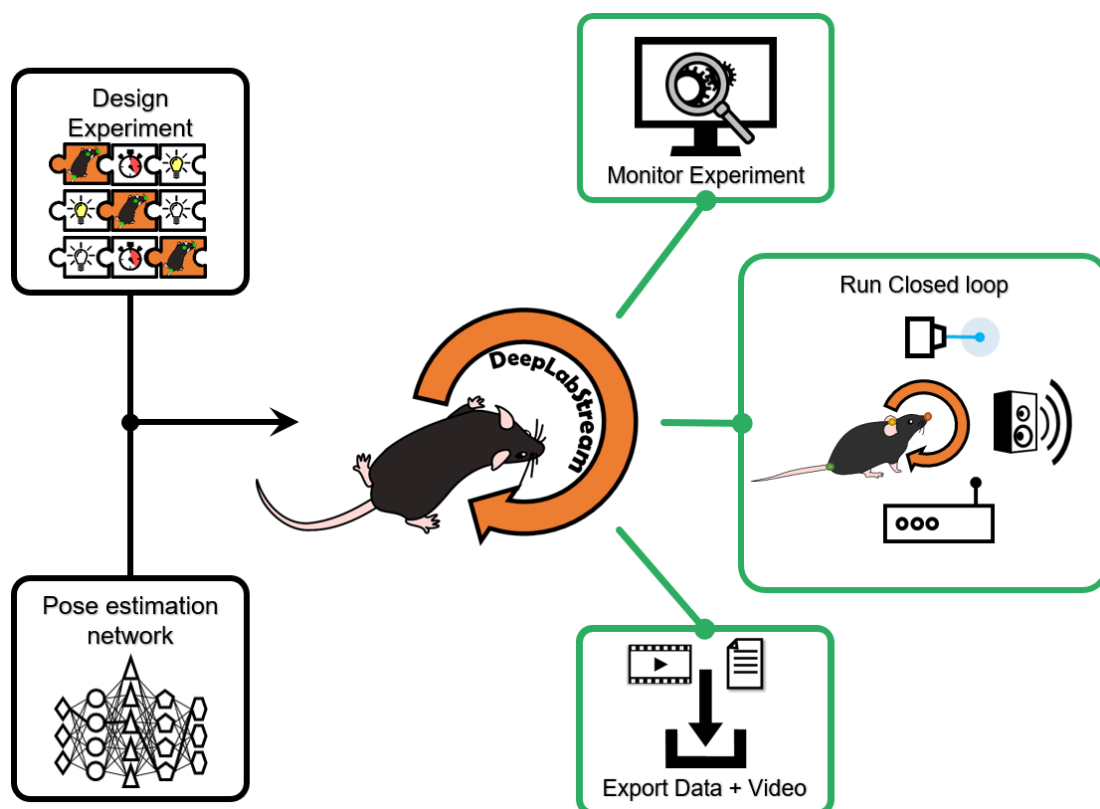 Design
Experiment
Pose estimation
network
DeepLabStream
Monitor Experiment
Run Closed loop
Export Data + Video